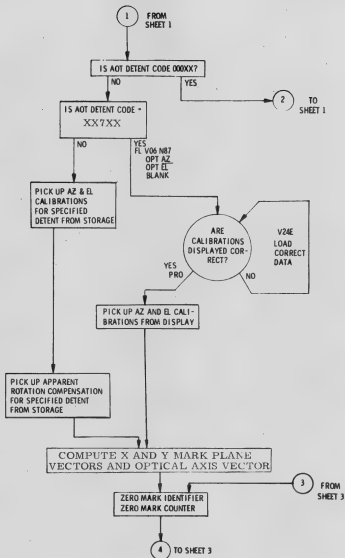 1
FROM
SHEET 1
IS AOT DETENT CODE 000XX?
NO
YES
2
TO
SHEET 1
IS AOT DETENT CODE =
XX7XX
NO
YES
FL V06 N87
OPT AZ
OPT EL
BLANK
PICK UP AZ & EL
CALIBRATIONS
FOR SPECIFIED
DETENT FROM STORAGE
ARE
CALIBRATIONS
DISPLAYED COR-
RECT?
V24E
LOAD
CORRECT
DATA
YES
PRO
NO
PICK UP AZ AND EL CALI-
BRATIONS FROM DISPLAY
PICK UP APPARENT
ROTATION COMPENSATION
FOR SPECIFIED DETENT
FROM STORAGE
COMPUTE X AND Y MARK PLANE
VECTORS AND OPTICAL AXIS VECTOR
3
FROM
SHEET 3
ZERO MARK IDENTIFIER
ZERO MARK COUNTER
4
TO SHEET 3